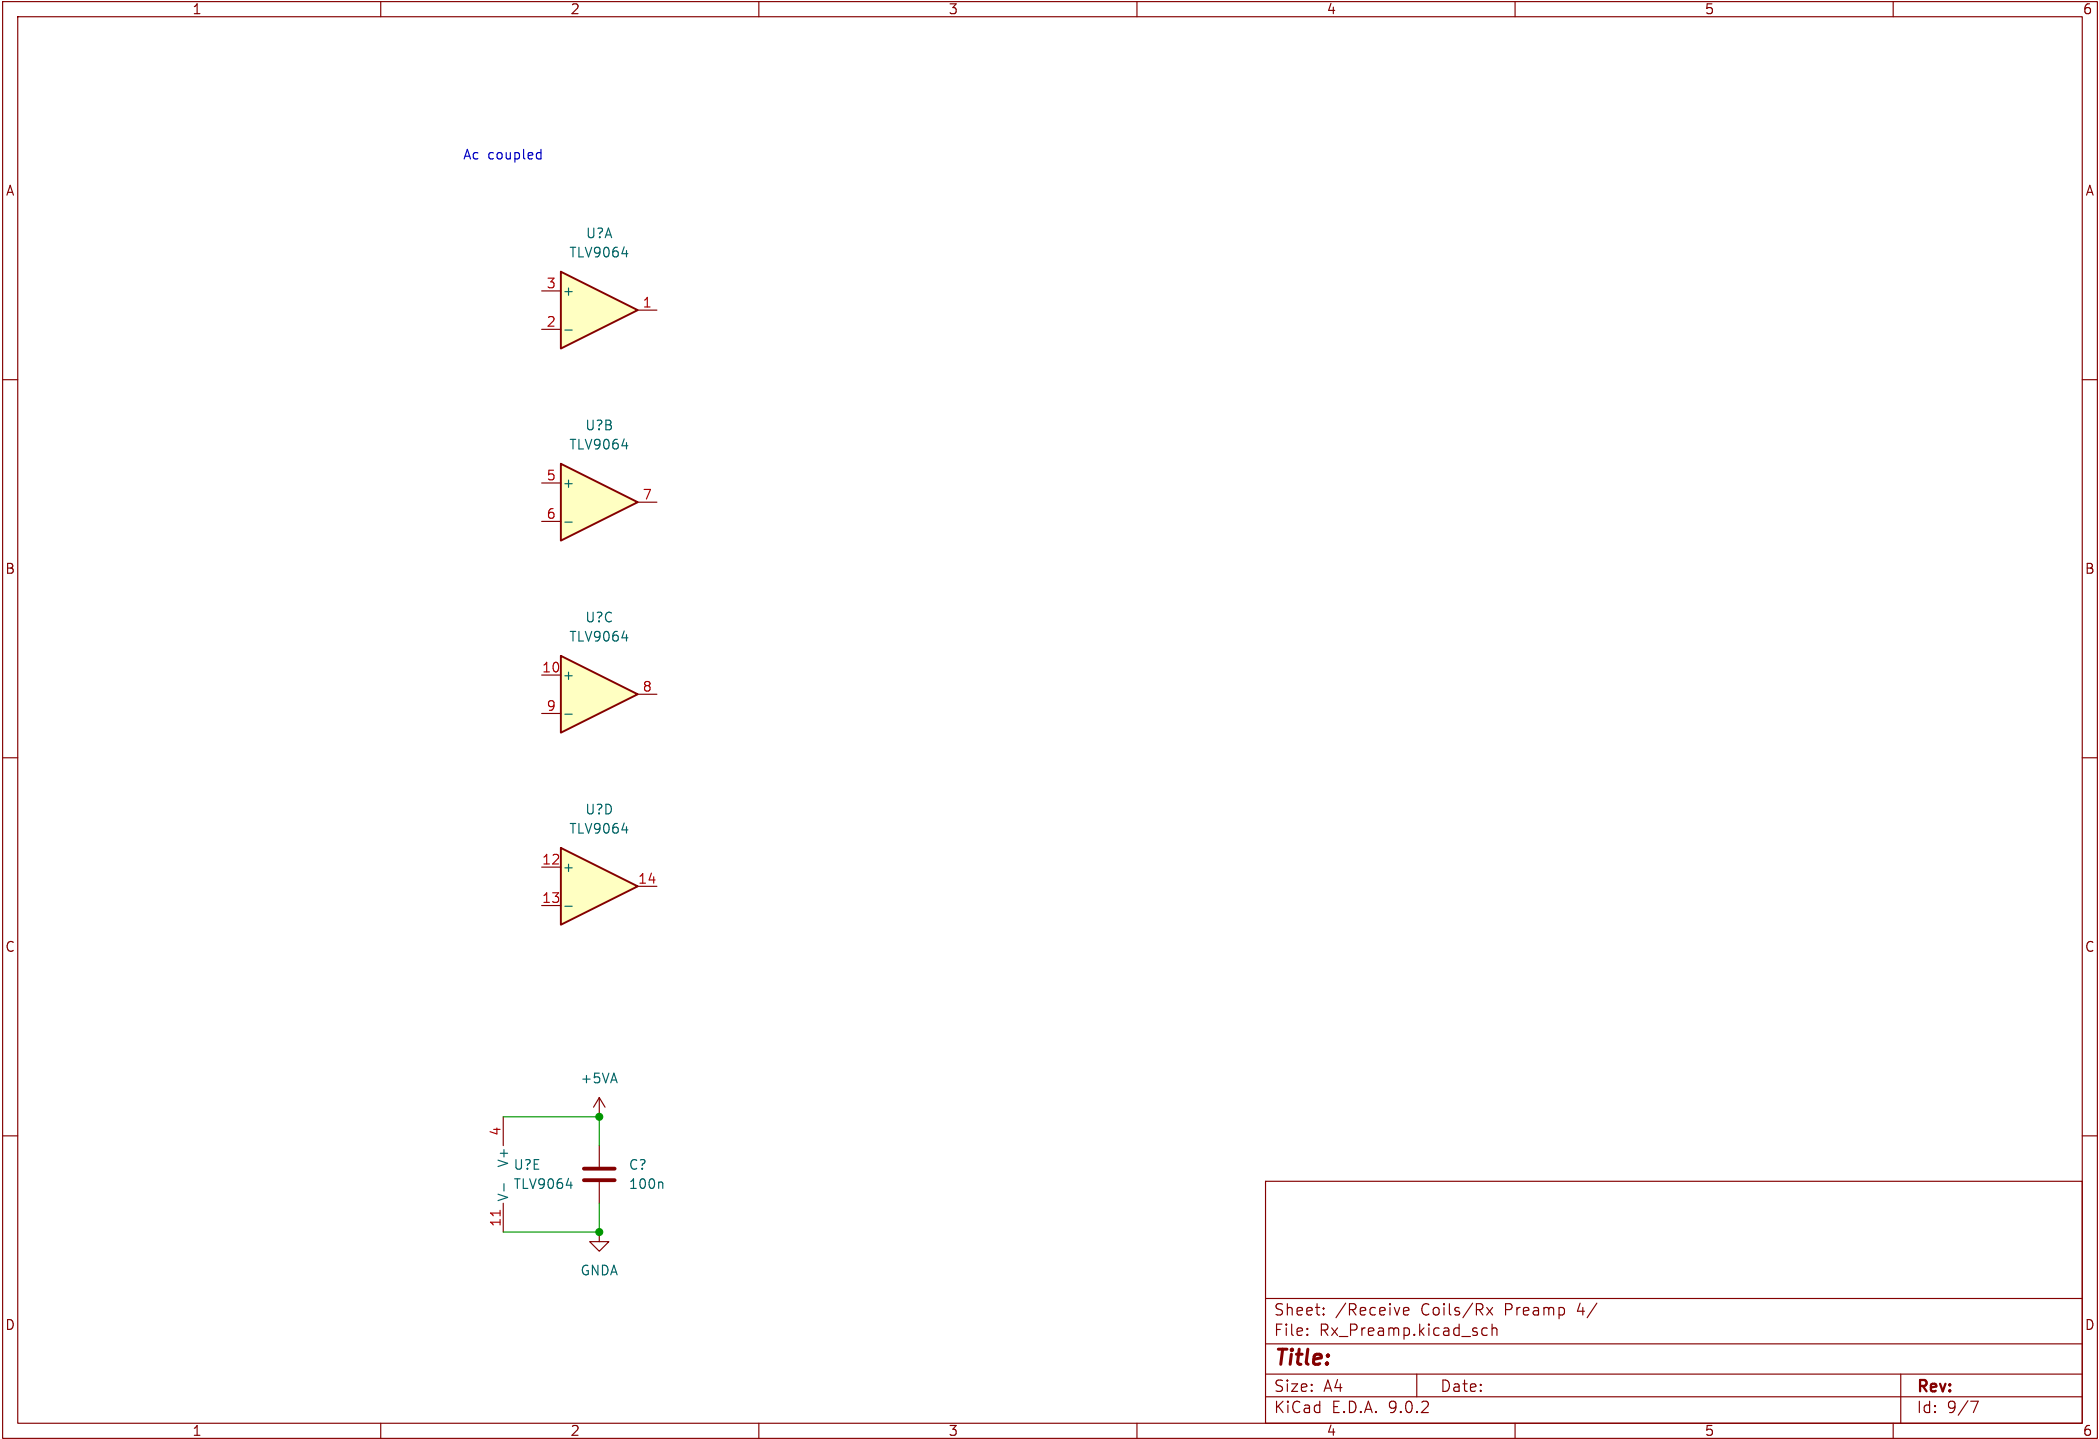 1 2 3 4 5 6
Ac coupled
A A
U?A
TLV9064
3 +
1
2 −
U?B
TLV9064
5 +
7
6 −
B B
U?C
TLV9064
10 +
8
9 −
U?D
TLV9064
12 +
14
13 −
C C
+5VA
4
V+
U?E
TLV9064
V-
11
C?
100n
GNDA
Sheet: /Receive Coils/Rx Preamp 4/
File: Rx_Preamp.kicad_sch
D D
Title:
Size: A4 Date: Rev:
KiCad E.D.A. 9.0.2 Id: 9/7
1 2 3 4 5 6